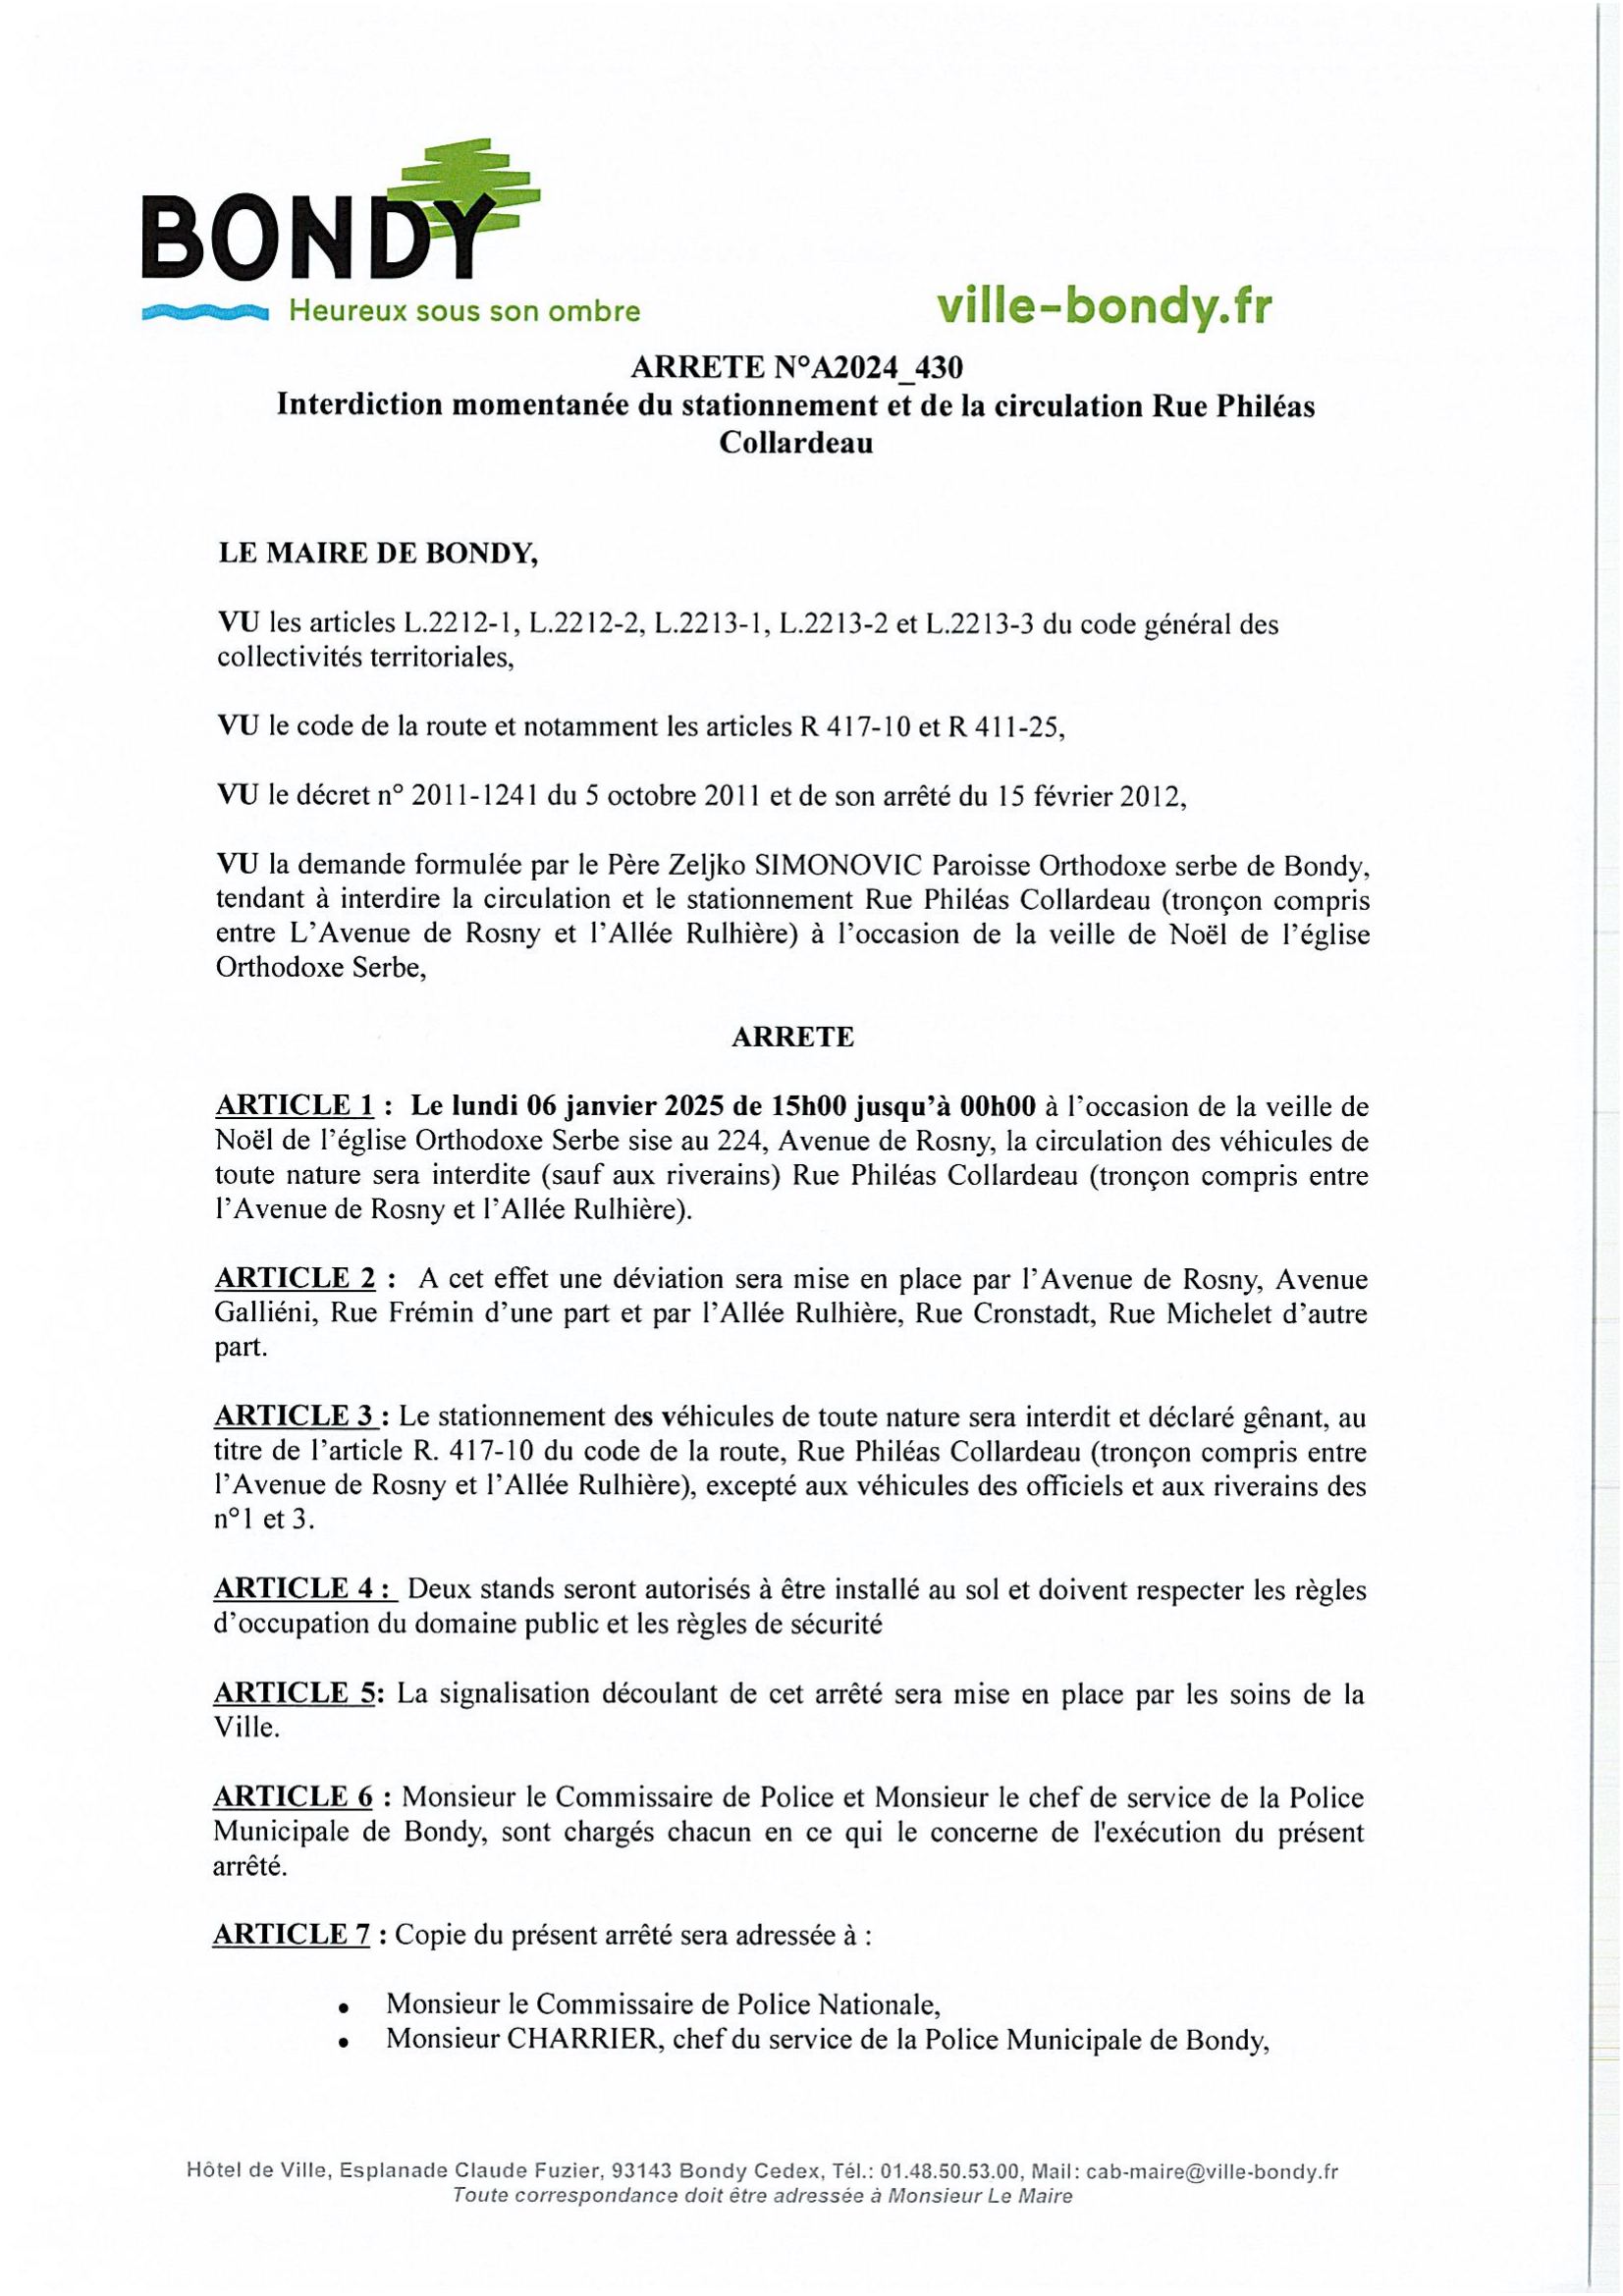 BONDY
Heureux sous son ombre
ville-bondy.fr
ARRETE N°A2024_430
Interdiction momentanée du stationnement et de la circulation Rue Philéas
Collardeau
LE MAIRE DE BONDY,
VU les articles L.2212-1, L.2212-2, L.2213-1, L.2213-2 et L.2213-3 du code général des
collectivités territoriales,
VU le code de la route et notamment les articles R 417-10 et R 411-25,
VU le décret n° 2011-1241 du 5 octobre 2011 et de son arrêté du 15 février 2012,
VU la demande formulée par le Père Zeljko SIMONOVIC Paroisse Orthodoxe serbe de Bondy,
tendant à interdire la circulation et le stationnement Rue Philéas Collardeau (tronçon compris
entre L'Avenue de Rosny et l'Allée Rulhière) à l'occasion de la veille de Noël de l'église
Orthodoxe Serbe,
ARRETE
ARTICLE 1 : Le lundi 06 janvier 2025 de 15h00 jusqu'à 00h00 à l'occasion de la veille de
Noël de l'église Orthodoxe Serbe sise au 224, Avenue de Rosny, la circulation des véhicules de
toute nature sera interdite (sauf aux riverains) Rue Philéas Collardeau (tronçon compris entre
l'Avenue de Rosny et l'Allée Rulhière).
ARTICLE 2 : A cet effet une déviation sera mise en place par l'Avenue de Rosny, Avenue
Galliéni, Rue Frémin d'une part et par l'Allée Rulhière, Rue Cronstadt, Rue Michelet d'autre
part.
ARTICLE 3 : Le stationnement des véhicules de toute nature sera interdit et déclaré gênant, au
titre de l'article R. 417-10 du code de la route, Rue Philéas Collardeau (tronçon compris entre
l'Avenue de Rosny et l'Allée Rulhière), excepté aux véhicules des officiels et aux riverains des
n°1 et 3.
ARTICLE 4 : Deux stands seront autorisés à être installé au sol et doivent respecter les règles
d'occupation du domaine public et les règles de sécurité
ARTICLE 5: La signalisation découlant de cet arrêté sera mise en place par les soins de la
Ville.
ARTICLE 6 : Monsieur le Commissaire de Police et Monsieur le chef de service de la Police
Municipale de Bondy, sont chargés chacun en ce qui le concerne de l'exécution du présent
arrêté.
ARTICLE 7 : Copie du présent arrêté sera adressée à :
• Monsieur le Commissaire de Police Nationale,
• Monsieur CHARRIER, chef du service de la Police Municipale de Bondy,
Hôtel de Ville, Esplanade Claude Fuzier, 93143 Bondy Cedex, Tél.: 01.48.50.53.00, Mail: cab-maire@ville-bondy.fr
Toute correspondance doit être adressée à Monsieur Le Maire